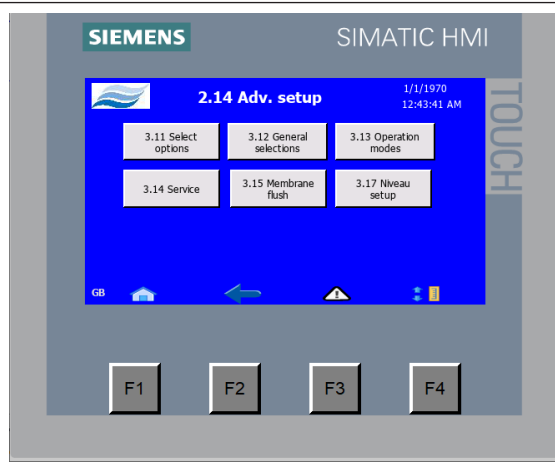 SIEMENS
SIMATIC HMI
TOUCH
2.14 Adv. setup
1/1/1970
12:43:41 AM
3.11 Select
options
3.12 General
selections
3.13 Operation
modes
3.14 Service
3.15 Membrane
flush
3.17 Niveau
setup
GB
F1
F2
F3
F4